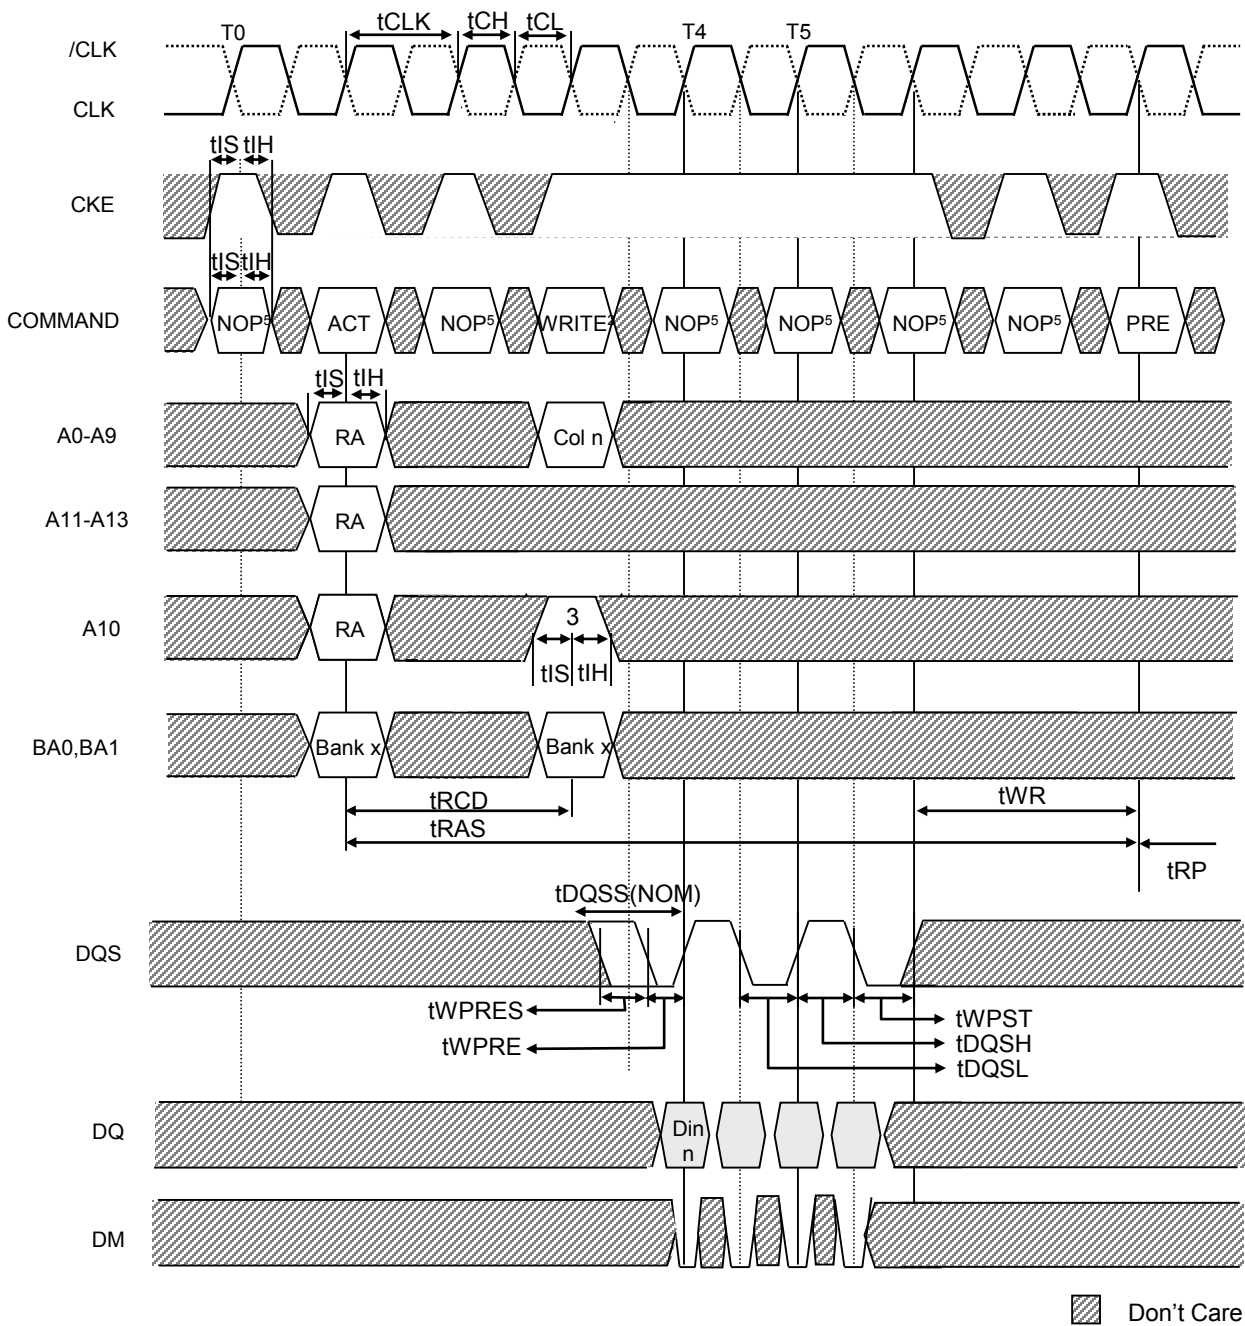 tCLK tCH tCL
T0 T4 T5
/CLK
CLK
tIS tIH
CKE
tIS tIH
COMMAND NOP⁵ ACT NOP⁵ WRITE² NOP⁵ NOP⁵ NOP⁵ NOP⁵ PRE
tIS tIH
A0-A9 RA Col n
A11-A13 RA
A10 RA 3
tIS tIH
BA0,BA1 Bank x Bank x
tRCD tWR
tRAS
tRP
tDQSS(NOM)
DQS
tWPRES tWPST
tWPRE tDQSH
tDQSL
DQ Din
n
DM
Don't Care